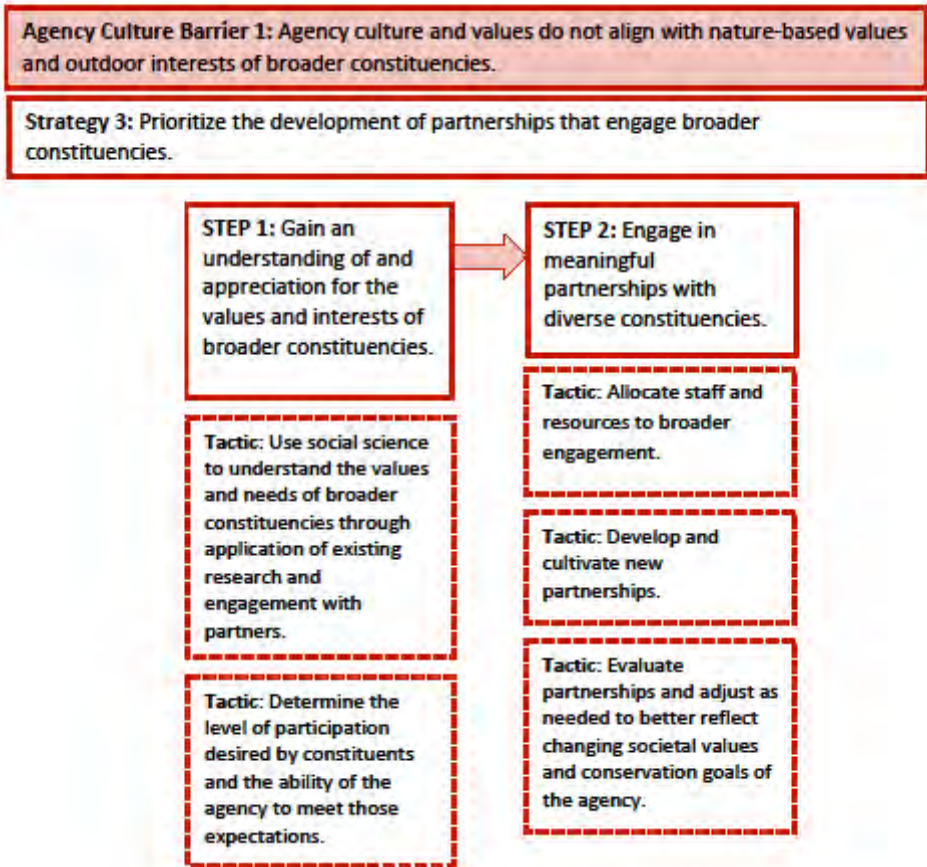 Agency Culture Barrier 1: Agency culture and values do not align with nature-based values
and outdoor interests of broader constituencies.
Strategy 3: Prioritize the development of partnerships that engage broader
constituencies.
STEP 1: Gain an
understanding of and
appreciation for the
values and interests of
broader constituencies.
Tactic: Use social science
to understand the values
and needs of broader
constituencies through
application of existing
research and
engagement with
partners.
Tactic: Determine the
level of participation
desired by constituents
and the ability of the
agency to meet those
expectations.
STEP 2: Engage in
meaningful
partnerships with
diverse constituencies.
Tactic: Allocate staff and
resources to broader
engagement.
Tactic: Develop and
cultivate new
partnerships.
Tactic: Evaluate
partnerships and adjust as
needed to better reflect
changing societal values
and conservation goals of
the agency.